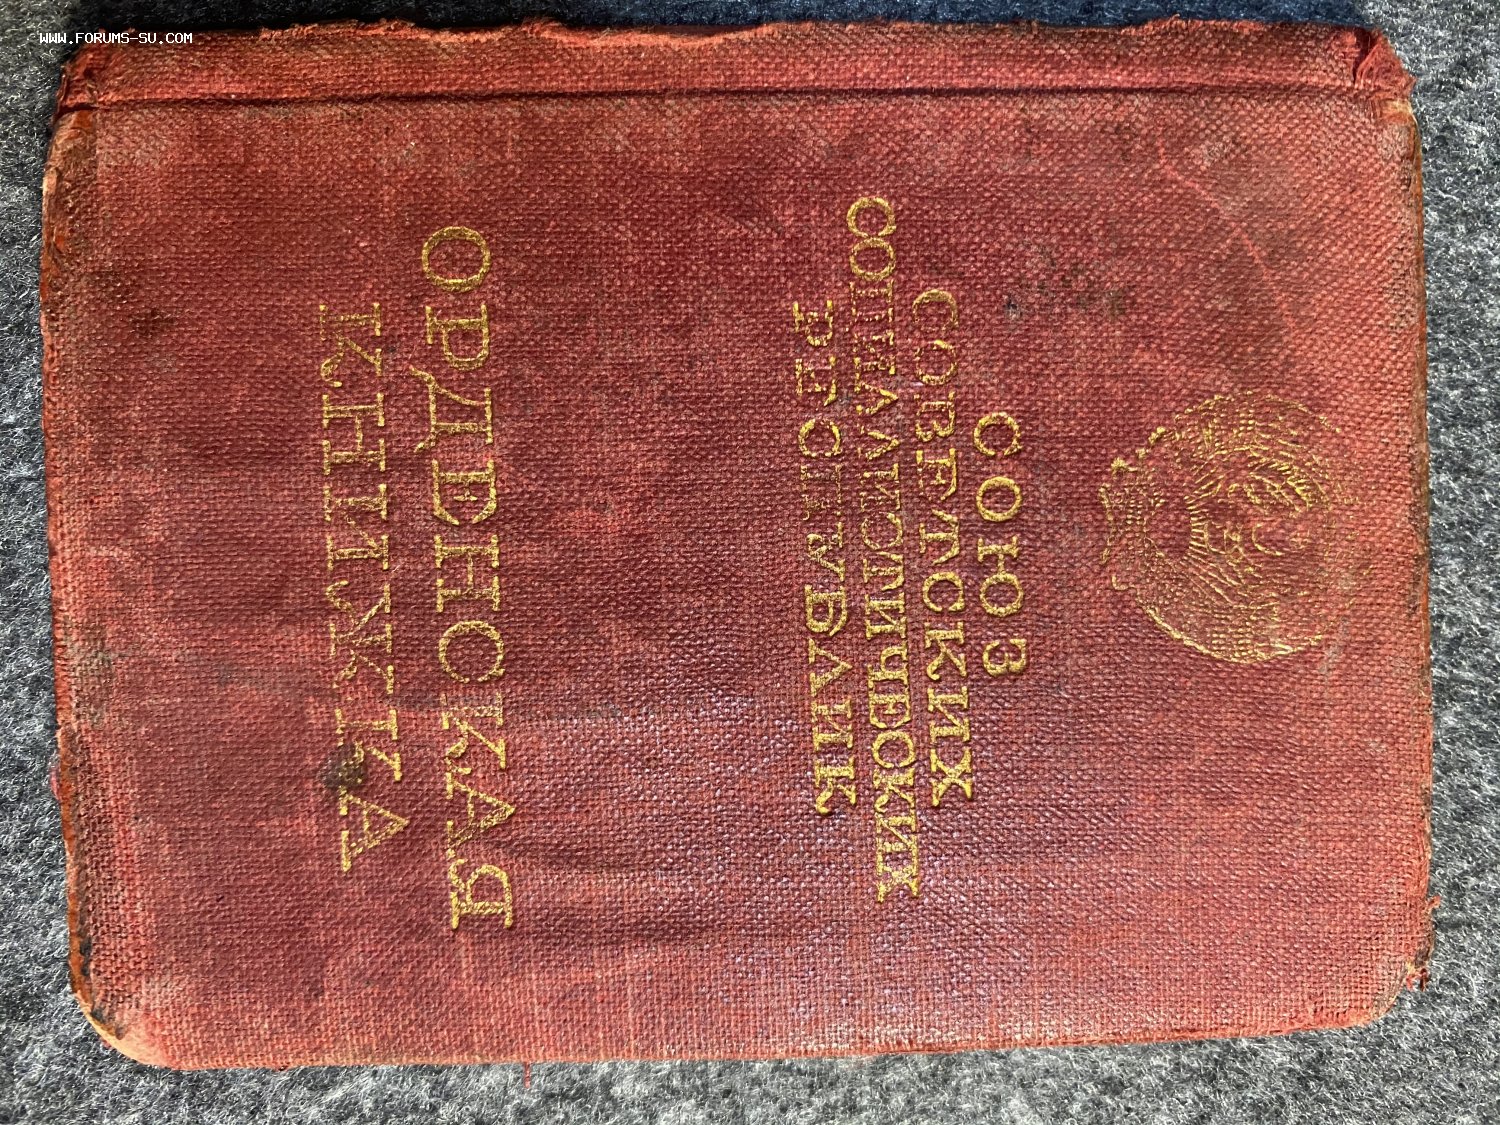 WWW.FORUMS-SU.COM
СОЮЗ
СОВЕТСКИХ
СОЦИАЛИСТИЧЕСКИХ
РЕСПУБЛИК
ОРДЕНСКАЯ
КНИЖКА